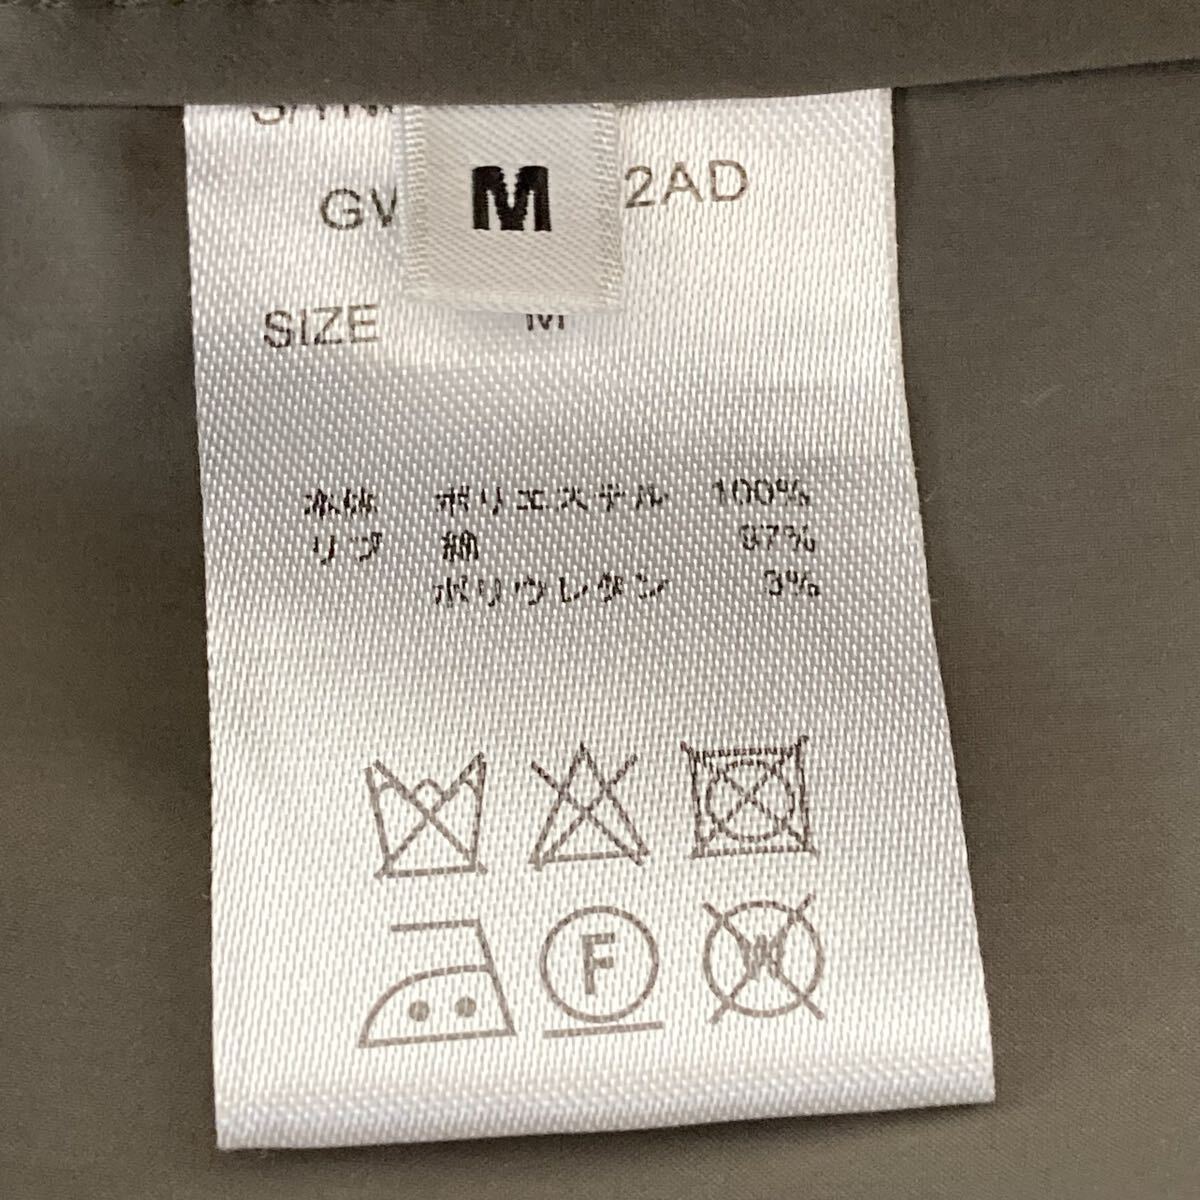 M
GV 2AD
SIZE M
本体 ポリエステル 100%
リブ 綿 97%
ポリウレタン 3%
F
W